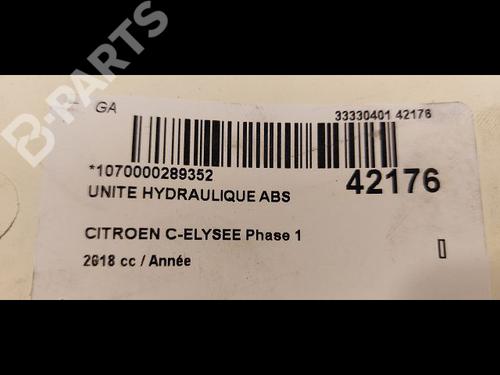 B-PARTS
GA
33330401 42176
*1070000289352
42176
UNITE HYDRAULIQUE ABS
CITROEN C-ELYSEE Phase 1
2018 cc / Année